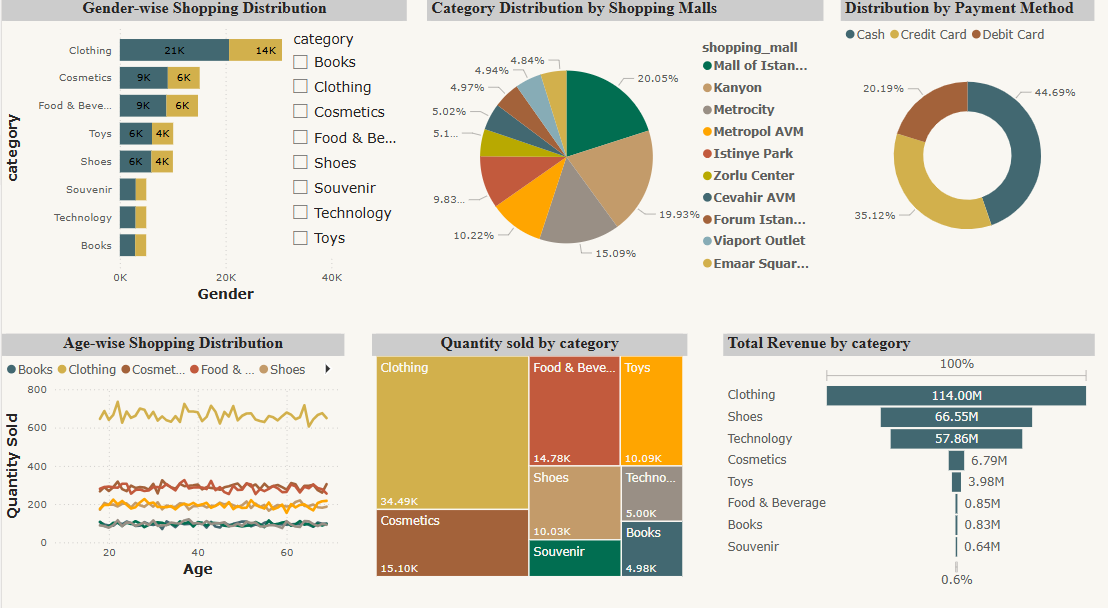 Gender-wise Shopping Distribution
Clothing 21K 14K
Cosmetics 9K 6K
Food & Beve... 9K 6K
Toys 6K 4K
Shoes 6K 4K
Souvenir
Technology
Books
category
0K 20K 40K
Gender
category
Books
Clothing
Cosmetics
Food & Be...
Shoes
Souvenir
Technology
Toys
Category Distribution by Shopping Malls
20.05%
19.93%
15.09%
10.22%
9.83...
5.1...
5.02%
4.97%
4.94%
4.84%
shopping_mall
Mall of Istan...
Kanyon
Metrocity
Metropol AVM
Istinye Park
Zorlu Center
Cevahir AVM
Forum Istan...
Viaport Outlet
Emaar Squar...
Distribution by Payment Method
Cash Credit Card Debit Card
44.69%
35.12%
20.19%
Age-wise Shopping Distribution
Books Clothing Cosmet... Food & ... Shoes
Quantity Sold
800
600
400
200
0
20 40 60
Age
Quantity sold by category
Clothing
34.49K
Cosmetics
15.10K
Food & Beve...
14.78K
Toys
10.09K
Shoes
10.03K
Techno...
5.00K
Souvenir
Books
4.98K
Total Revenue by category
100%
Clothing 114.00M
Shoes 66.55M
Technology 57.86M
Cosmetics 6.79M
Toys 3.98M
Food & Beverage 0.85M
Books 0.83M
Souvenir 0.64M
0.6%